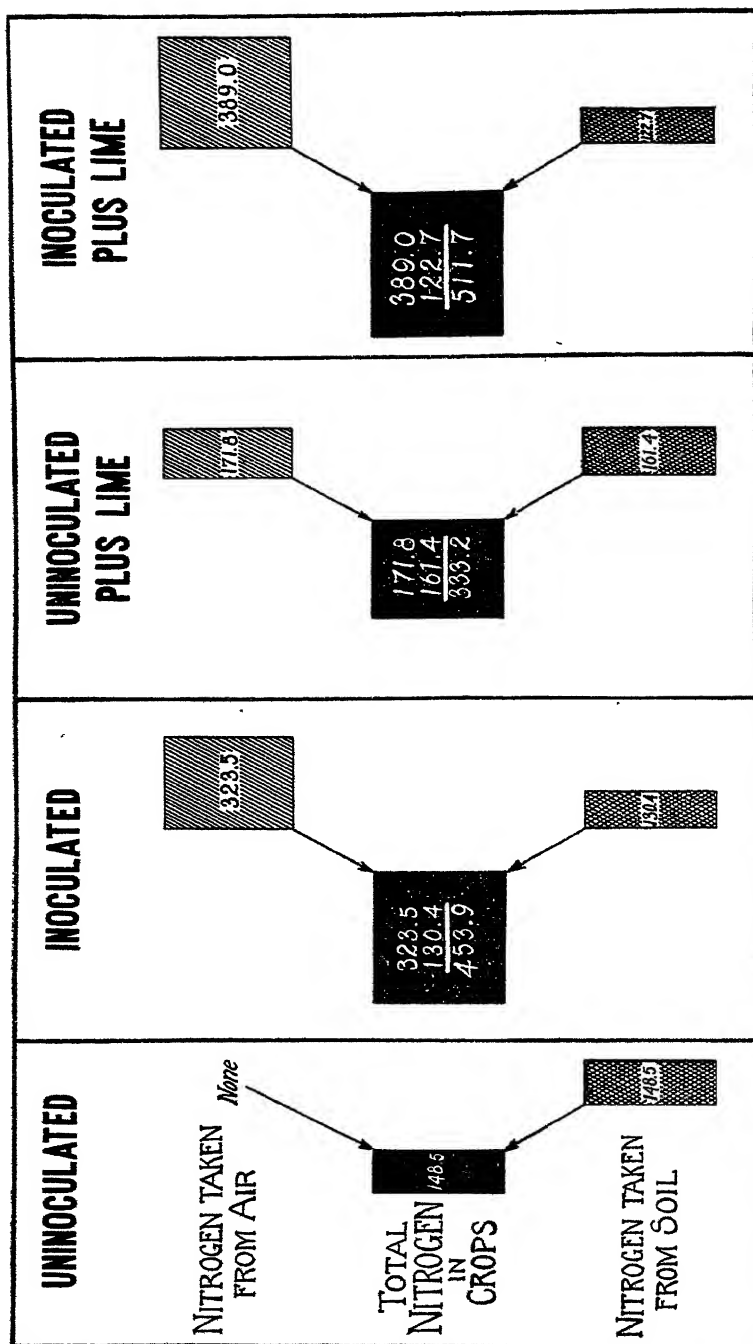 UNINOCULATED
NITROGEN TAKEN
FROM AIR
None
TOTAL
NITROGEN
IN
CROPS
148.5
NITROGEN TAKEN
FROM SOIL
148.5
INOCULATED
323.5
323.5
130.4
453.9
130.4
UNINOCULATED
PLUS LIME
171.8
171.8
161.4
333.2
161.4
INOCULATED
PLUS LIME
389.0
389.0
122.7
511.7
122.7